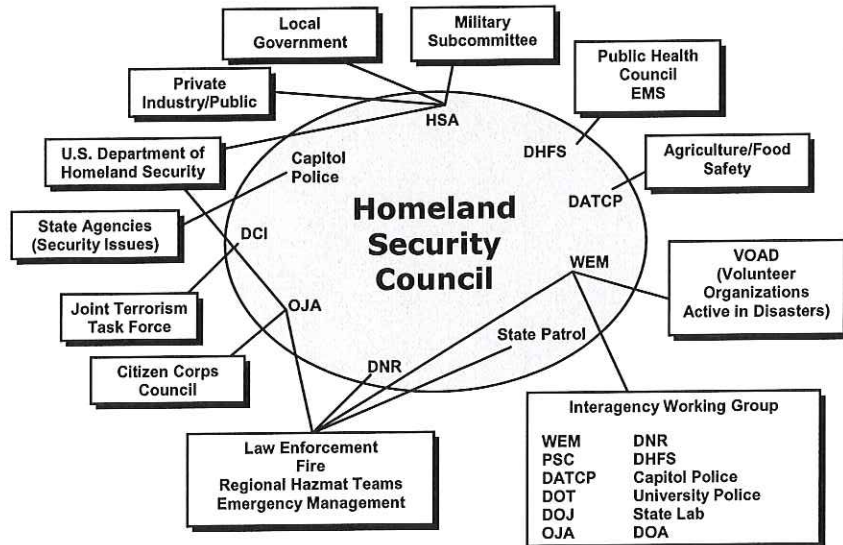 Local
Government
Military
Subcommittee
Public Health
Council
EMS
Private
Industry/Public
HSA
U.S. Department of
Homeland Security
Capitol
Police
DHFS
Agriculture/Food
Safety
DATCP
State Agencies
(Security Issues)
DCI
Homeland
Security
Council
WEM
VOAD
(Volunteer
Organizations
Active in Disasters)
Joint Terrorism
Task Force
OJA
State Patrol
Citizen Corps
Council
DNR
Law Enforcement
Fire
Regional Hazmat Teams
Emergency Management
Interagency Working Group
WEM DNR
PSC DHFS
DATCP Capitol Police
DOT University Police
DOJ State Lab
OJA DOA